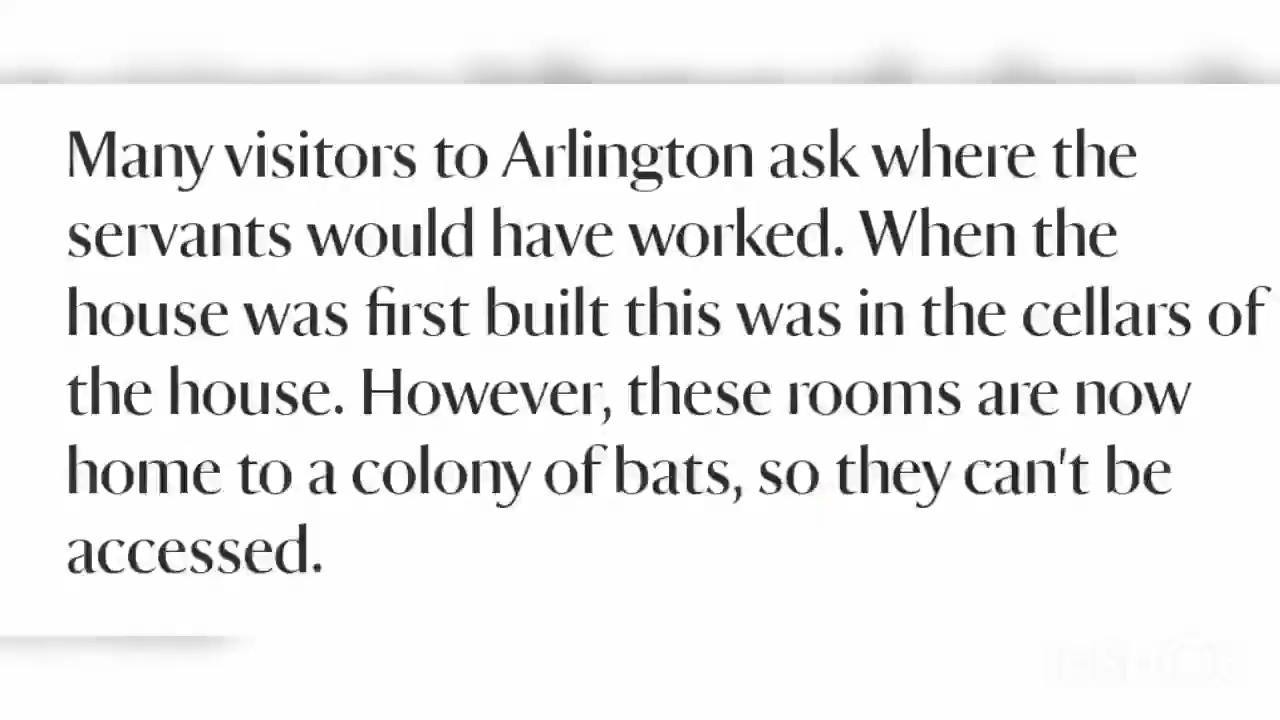 Many visitors to Arlington ask where the
servants would have worked. When the
house was first built this was in the cellars of
the house. However, these rooms are now
home to a colony of bats, so they can't be
accessed.